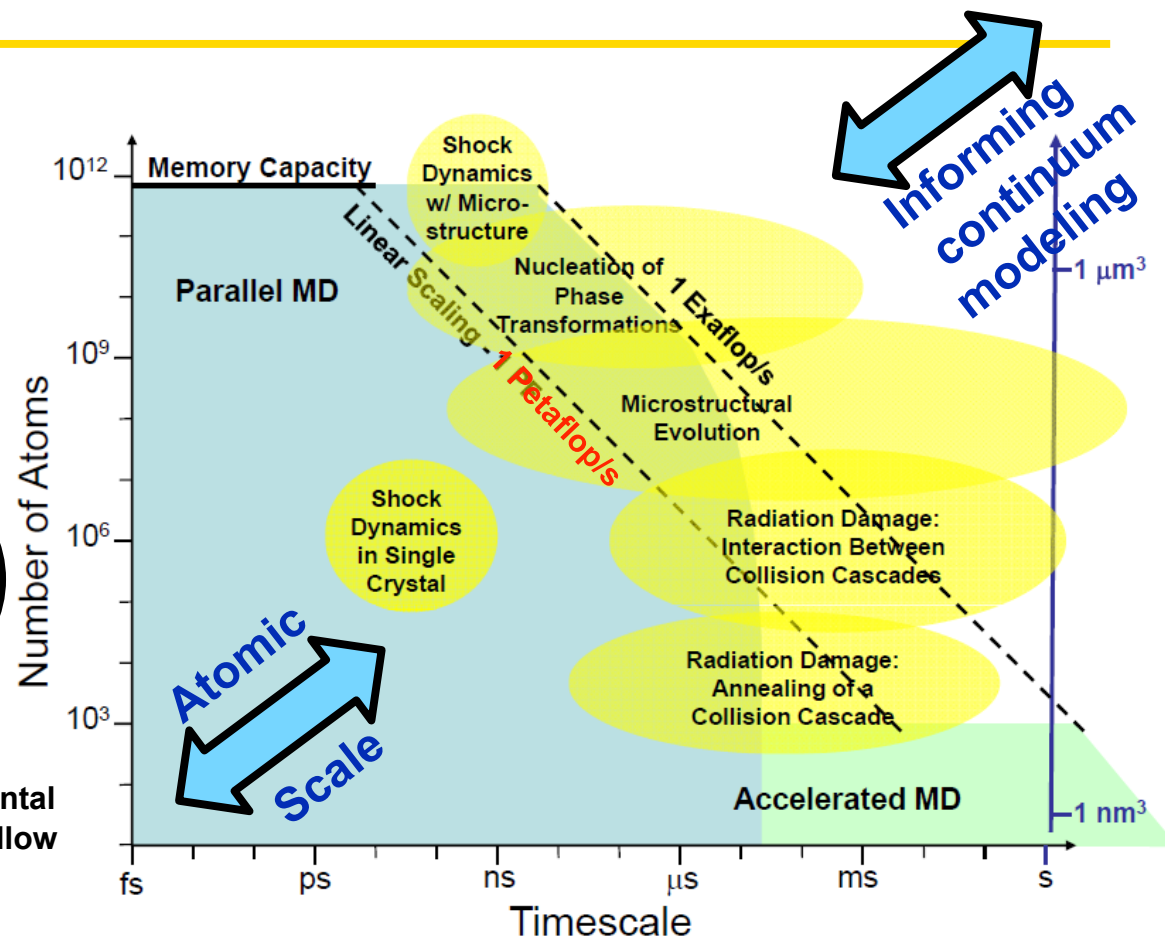 Informing
continuum
modeling
10¹²
Memory Capacity
Shock
Dynamics
w/ Micro-
structure
Linear Scaling -
1 Petaflop/s
Parallel MD
Nucleation of
Phase
Transformations
1 Exaflop/s
1 μm³
10⁹
Microstructural
Evolution
Number of Atoms
Shock
Dynamics
in Single
Crystal
10⁶
Radiation Damage:
Interaction Between
Collision Cascades
Atomic
Scale
Radiation Damage:
Annealing of a
Collision Cascade
10³
ntal
llow
Accelerated MD
1 nm³
fs ps ns μs ms s
Timescale